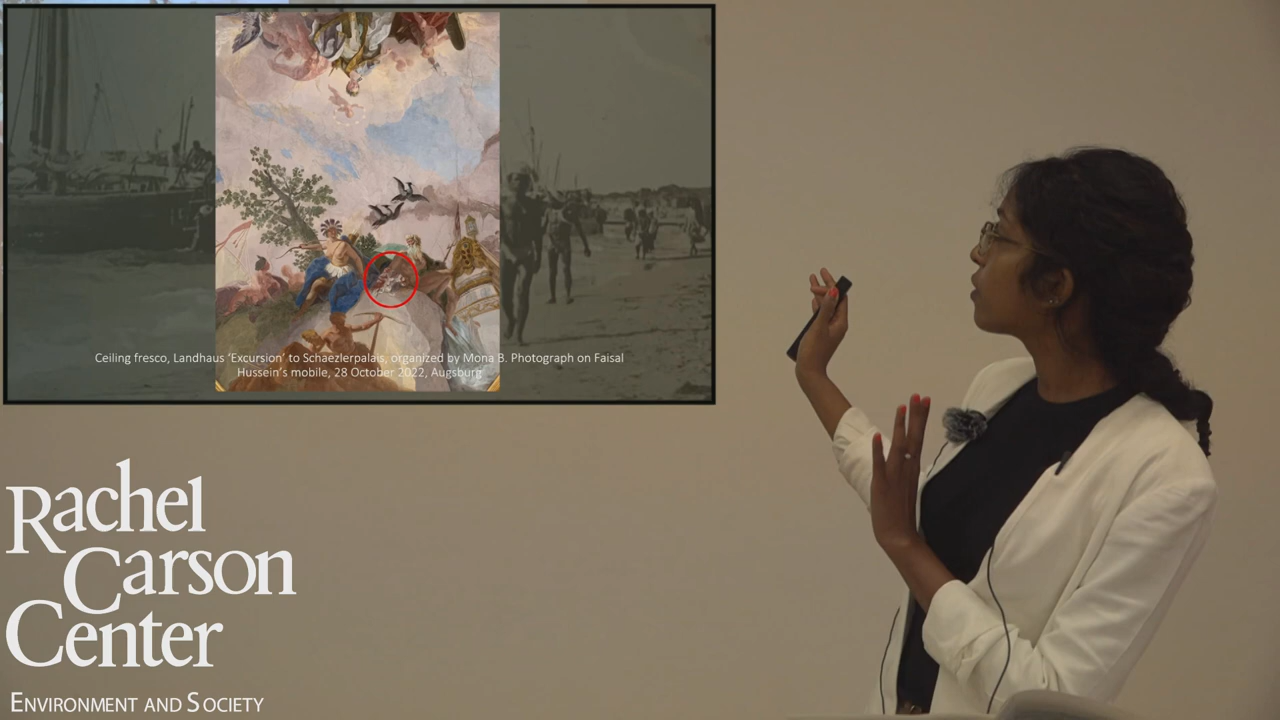 Ceiling fresco, Landhaus ‘Excursion’ to Schaezlerpalais, organized by Mona B. Photograph on Faisal
Hussein’s mobile, 28 October 2022, Augsburg
Rachel
Carson
Center
Environment and Society